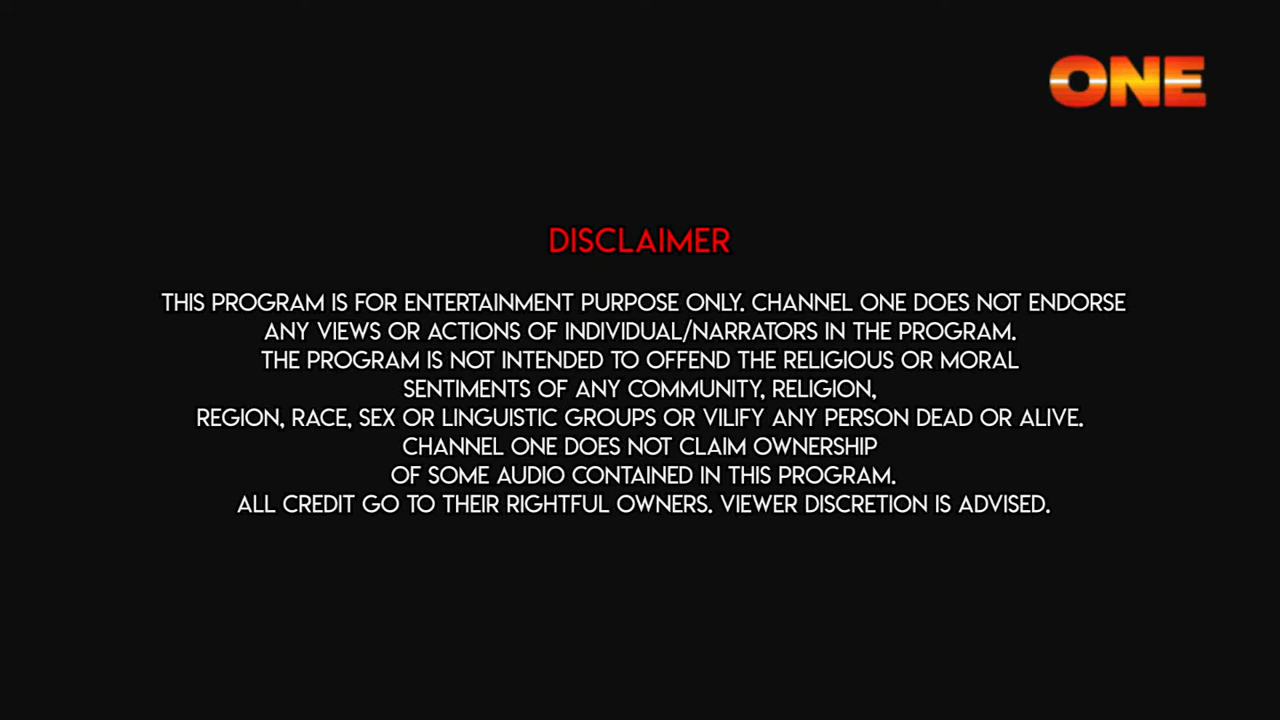 ONE
DISCLAIMER
THIS PROGRAM IS FOR ENTERTAINMENT PURPOSE ONLY. CHANNEL ONE DOES NOT ENDORSE
ANY VIEWS OR ACTIONS OF INDIVIDUAL/NARRATORS IN THE PROGRAM.
THE PROGRAM IS NOT INTENDED TO OFFEND THE RELIGIOUS OR MORAL
SENTIMENTS OF ANY COMMUNITY, RELIGION,
REGION, RACE, SEX OR LINGUISTIC GROUPS OR VILIFY ANY PERSON DEAD OR ALIVE.
CHANNEL ONE DOES NOT CLAIM OWNERSHIP
OF SOME AUDIO CONTAINED IN THIS PROGRAM.
ALL CREDIT GO TO THEIR RIGHTFUL OWNERS. VIEWER DISCRETION IS ADVISED.